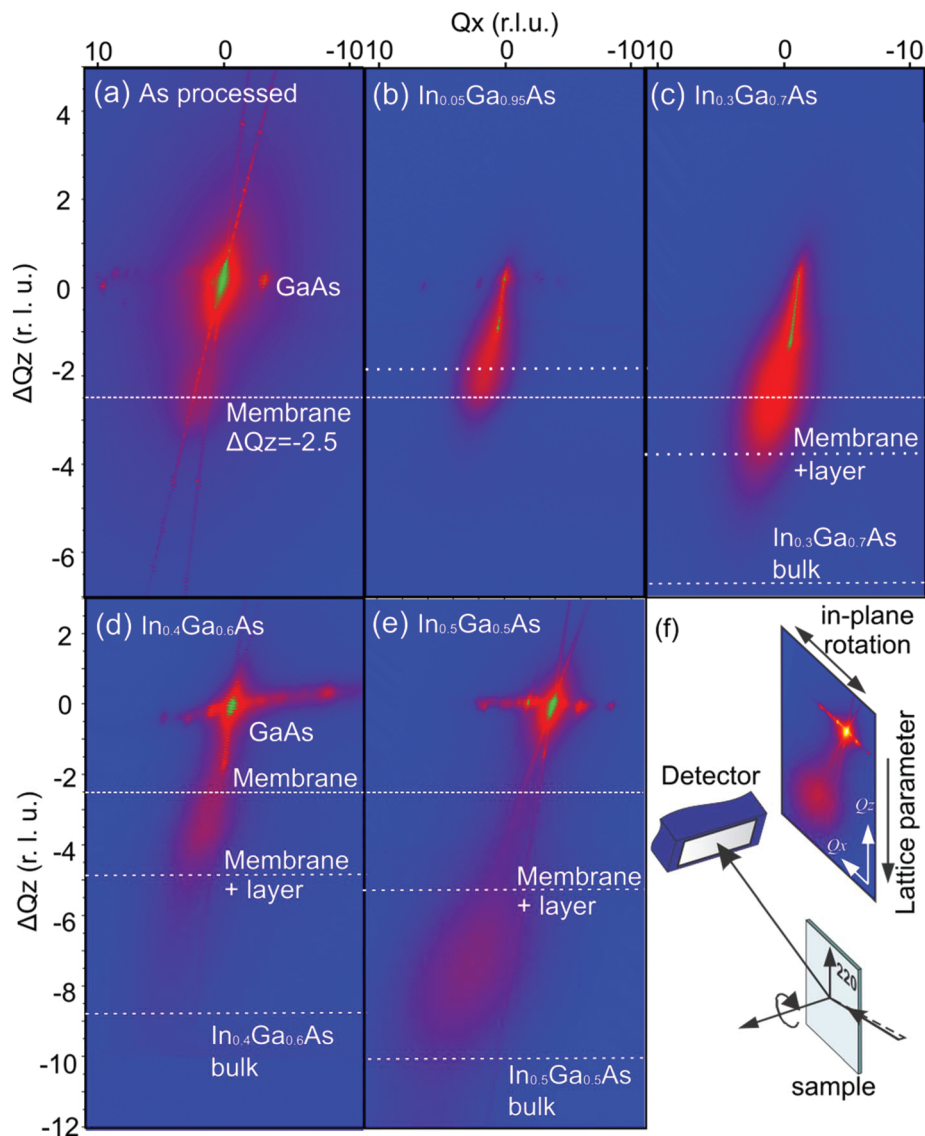 Qx (r.l.u.)
10 0 -10
10 0 -10
10 0 -10
ΔQz (r. l. u.)
4
2
0
-2
-4
-6
(a) As processed
GaAs
Membrane
ΔQz=-2.5
(b) In₀.₀₅Ga₀.₉₅As
(c) In₀.₃Ga₀.₇As
Membrane
+layer
In₀.₃Ga₀.₇As
bulk
ΔQz (r. l. u.)
2
0
-2
-4
-6
-8
-10
-12
(d) In₀.₄Ga₀.₆As
GaAs
Membrane
Membrane
+ layer
In₀.₄Ga₀.₆As
bulk
(e) In₀.₅Ga₀.₅As
Membrane
+ layer
In₀.₅Ga₀.₅As
bulk
(f)
in-plane
rotation
Detector
Qz
Qx
Lattice parameter
220
sample